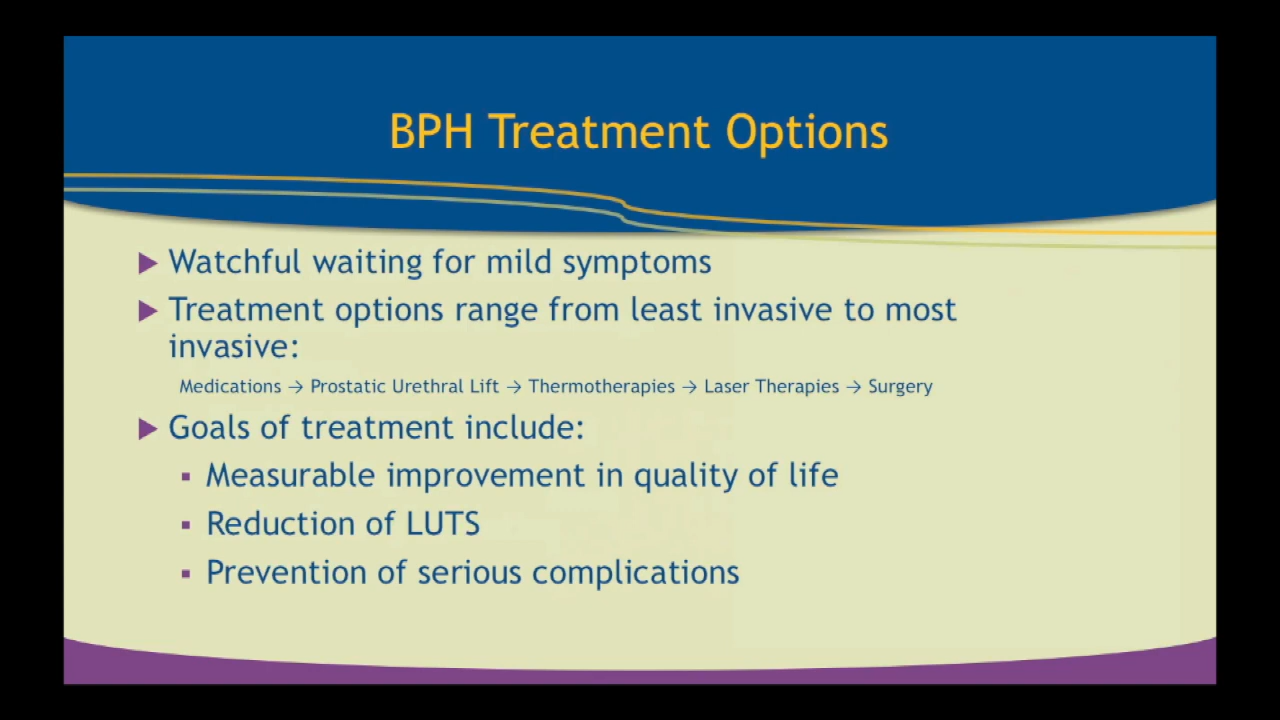 BPH Treatment Options
▶ Watchful waiting for mild symptoms
▶ Treatment options range from least invasive to most
invasive:
Medications → Prostatic Urethral Lift → Thermotherapies → Laser Therapies → Surgery
▶ Goals of treatment include:
▪ Measurable improvement in quality of life
▪ Reduction of LUTS
▪ Prevention of serious complications